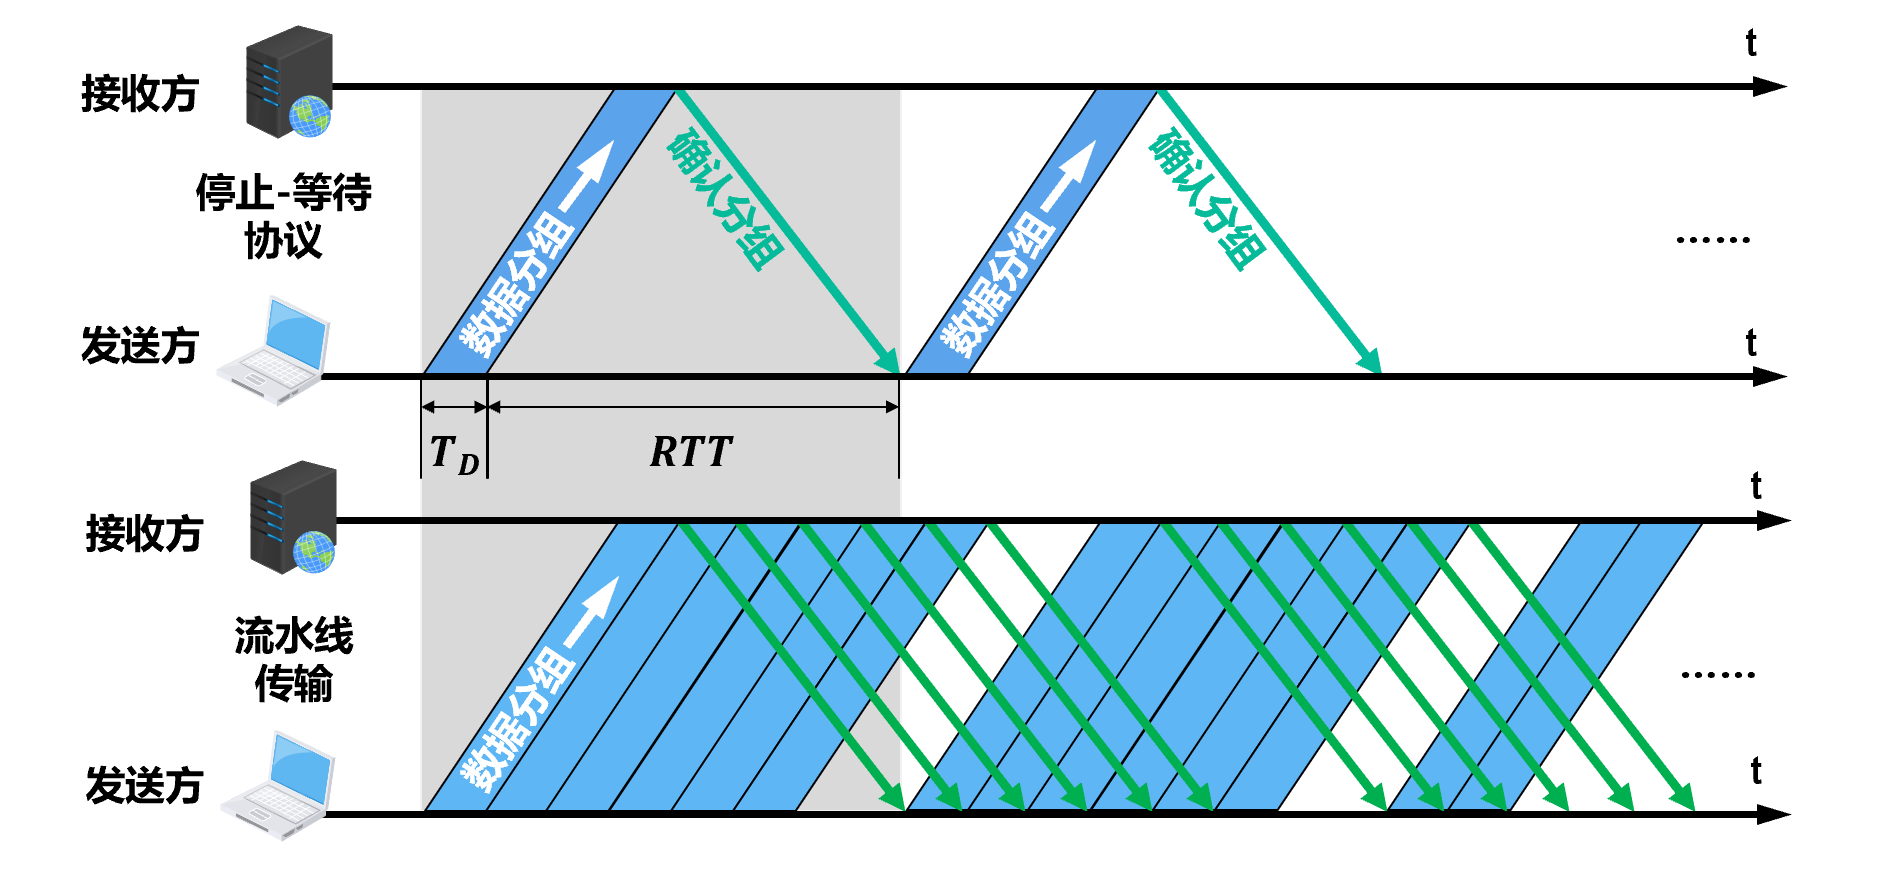 t
接收方
停止-等待
协议
数据分组
确认分组
数据分组
确认分组
······
发送方
t
T_D
RTT
t
接收方
流水线
传输
数据分组
······
发送方
t